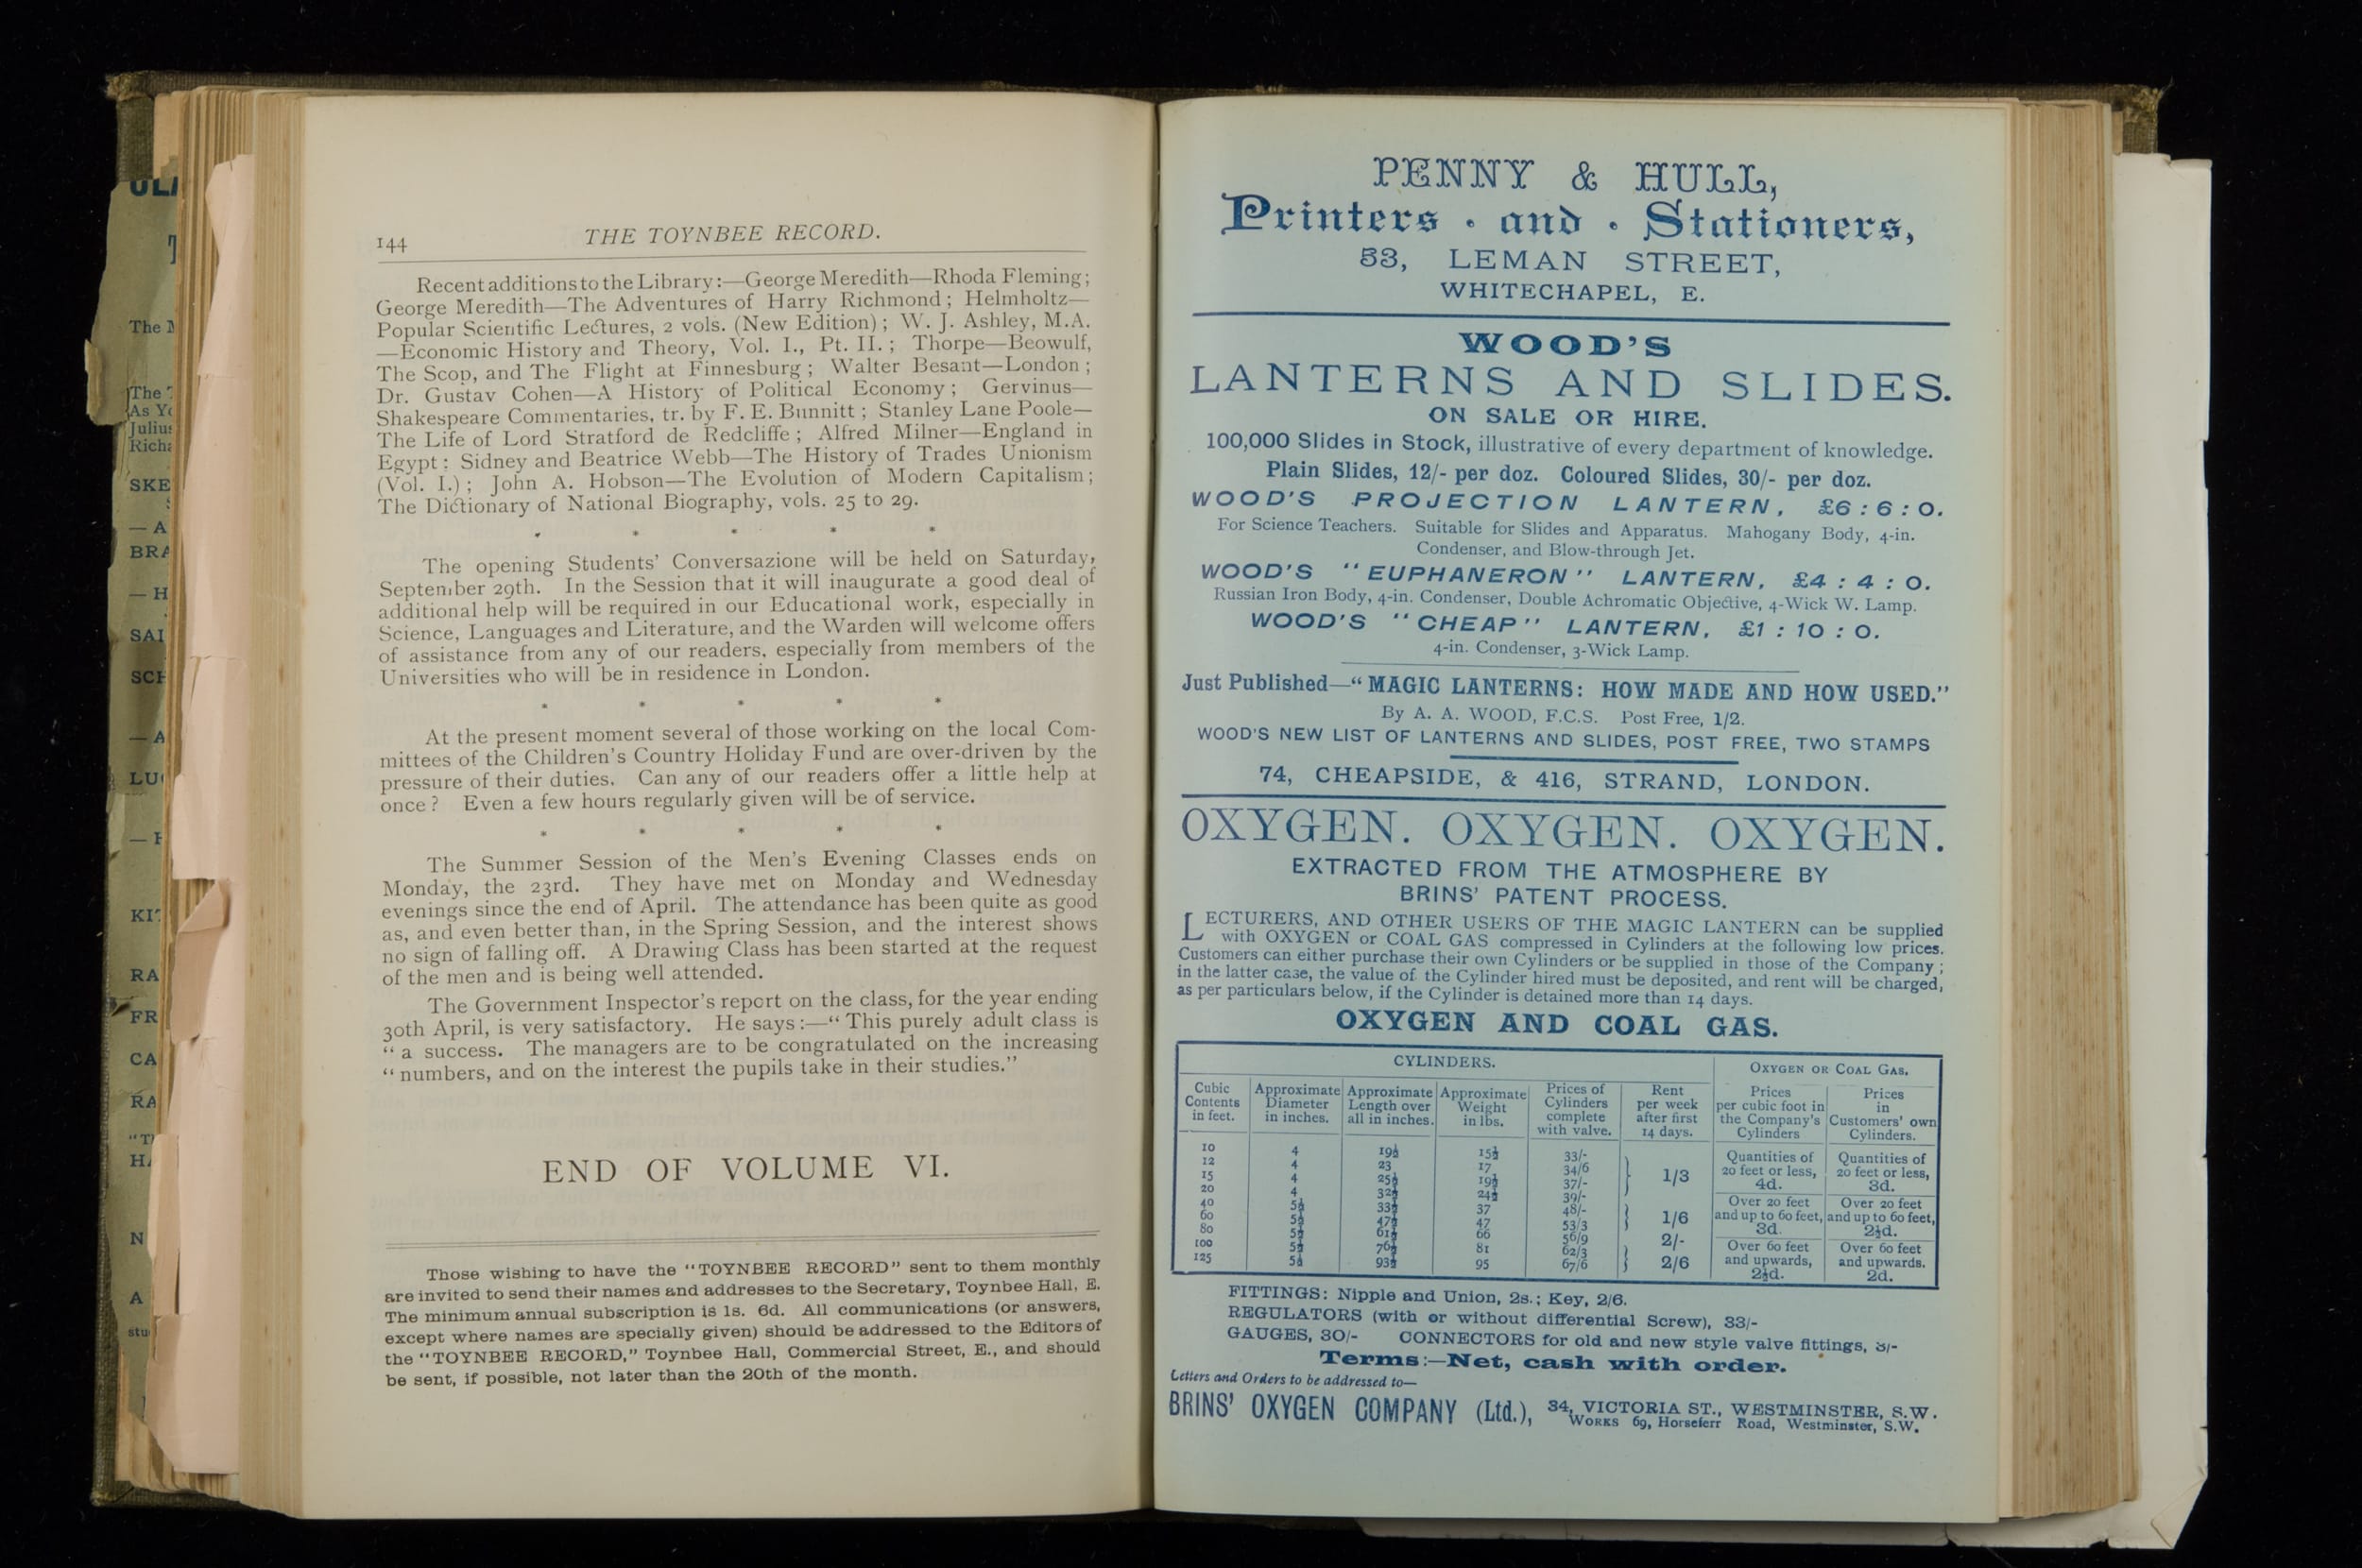 144
THE TOYNBEE RECORD.
Recent additions to the Library:—George Meredith—Rhoda Fleming;
George Meredith—The Adventures of Harry Richmond; Helmholtz—
Popular Scientific Lectures, 2 vols. (New Edition); W. J. Ashley, M.A.
—Economic History and Theory, Vol. I., Pt. II.; Thorpe—Beowulf,
The Scop, and The Flight at Finnesburg; Walter Besant—London;
Dr. Gustav Cohen—A History of Political Economy; Gervinus—
Shakespeare Commentaries, tr. by F. E. Bunnitt; Stanley Lane Poole—
The Life of Lord Stratford de Redcliffe; Alfred Milner—England in
Egypt; Sidney and Beatrice Webb—The History of Trades Unionism
(Vol. I.); John A. Hobson—The Evolution of Modern Capitalism;
The Dictionary of National Biography, vols. 25 to 29.
* * * * *
The opening Students' Conversazione will be held on Saturday,
September 29th. In the Session that it will inaugurate a good deal of
additional help will be required in our Educational work, especially in
Science, Languages and Literature, and the Warden will welcome offers
of assistance from any of our readers, especially from members of the
Universities who will be in residence in London.
* * * * *
At the present moment several of those working on the local Com-
mittees of the Children's Country Holiday Fund are over-driven by the
pressure of their duties. Can any of our readers offer a little help at
once? Even a few hours regularly given will be of service.
* * * * *
The Summer Session of the Men's Evening Classes ends on
Monday, the 23rd. They have met on Monday and Wednesday
evenings since the end of April. The attendance has been quite as good
as, and even better than, in the Spring Session, and the interest shows
no sign of falling off. A Drawing Class has been started at the request
of the men and is being well attended.
The Government Inspector's report on the class, for the year ending
30th April, is very satisfactory. He says:—"This purely adult class is
"a success. The managers are to be congratulated on the increasing
"numbers, and on the interest the pupils take in their studies."
END OF VOLUME VI.
Those wishing to have the "TOYNBEE RECORD" sent to them monthly
are invited to send their names and addresses to the Secretary, Toynbee Hall, E.
The minimum annual subscription is 1s. 6d. All communications (or answers,
except where names are specially given) should be addressed to the Editors of
the "TOYNBEE RECORD," Toynbee Hall, Commercial Street, E., and should
be sent, if possible, not later than the 20th of the month.
PENNY & HULL,
Printers • and • Stationers,
53, LEMAN STREET,
WHITECHAPEL, E.
WOOD'S
LANTERNS AND SLIDES.
ON SALE OR HIRE.
100,000 Slides in Stock, illustrative of every department of knowledge.
Plain Slides, 12/- per doz. Coloured Slides, 30/- per doz.
WOOD'S PROJECTION LANTERN, £6 : 6 : 0.
For Science Teachers. Suitable for Slides and Apparatus. Mahogany Body, 4-in.
Condenser, and Blow-through Jet.
WOOD'S "EUPHANERON" LANTERN, £4 : 4 : 0.
Russian Iron Body, 4-in. Condenser, Double Achromatic Objective, 4-Wick W. Lamp.
WOOD'S "CHEAP" LANTERN, £1 : 10 : 0.
4-in. Condenser, 3-Wick Lamp.
Just Published—"MAGIC LANTERNS: HOW MADE AND HOW USED."
By A. A. WOOD, F.C.S. Post Free, 1/2.
WOOD'S NEW LIST OF LANTERNS AND SLIDES, POST FREE, TWO STAMPS
74, CHEAPSIDE, & 416, STRAND, LONDON.
OXYGEN. OXYGEN. OXYGEN.
EXTRACTED FROM THE ATMOSPHERE BY
BRINS' PATENT PROCESS.
LECTURERS, AND OTHER USERS OF THE MAGIC LANTERN can be supplied
with OXYGEN or COAL GAS compressed in Cylinders at the following low prices.
Customers can either purchase their own Cylinders or be supplied in those of the Company;
in the latter case, the value of the Cylinder hired must be deposited, and rent will be charged,
as per particulars below, if the Cylinder is detained more than 14 days.
OXYGEN AND COAL GAS.
CYLINDERS. OXYGEN OR COAL GAS.
Cubic Contents in feet. Approximate Diameter in inches. Approximate Length over all in inches. Approximate Weight in lbs. Prices of Cylinders complete with valve. Rent per week after first 14 days. Prices per cubic foot in the Company's Cylinders Prices in Customers' own Cylinders.
10 4 19½ 15½ 33/-
12 4 23 17 34/6
15 4 25½ 19½ 37/-
20 4 32½ 24½ 39/-
40 5½ 33½ 37 48/-
60 5½ 47½ 47 53/3
80 5½ 61½ 66 56/9
100 5½ 76½ 81 62/3
125 5½ 93½ 95 67/6
1/3
1/6
2/-
2/6
Quantities of 20 feet or less, 4d.
Quantities of 20 feet or less, 3d.
Over 20 feet and up to 60 feet, 3d.
Over 20 feet and up to 60 feet, 2½d.
Over 60 feet and upwards, 2½d.
Over 60 feet and upwards. 2d.
FITTINGS: Nipple and Union, 2s.; Key, 2/6.
REGULATORS (with or without differential Screw), 33/-
GAUGES, 30/- CONNECTORS for old and new style valve fittings, 3/-
Terms:—Net, cash with order.
Letters and Orders to be addressed to—
BRINS' OXYGEN COMPANY (Ltd.), 34, VICTORIA ST., WESTMINSTER, S.W.
WORKS 69, Horseferr Road, Westminster, S.W.